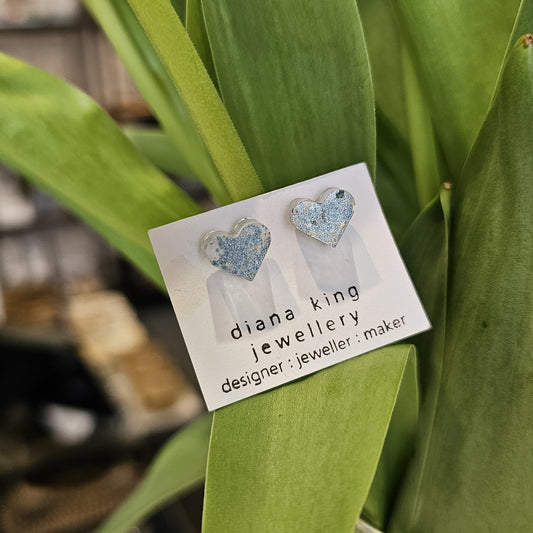 diana king
jewellery
designer : jeweller : maker